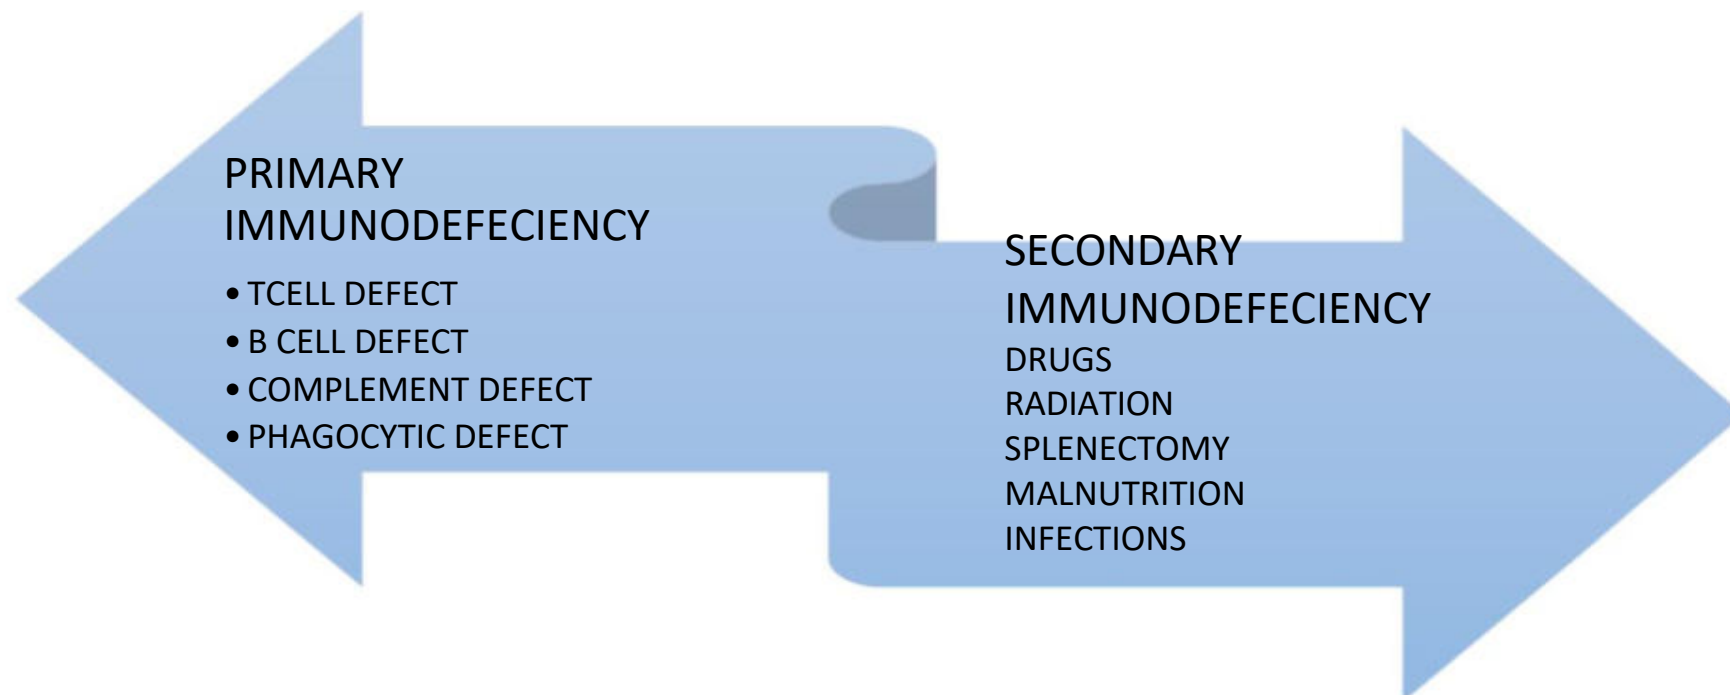 PRIMARY
IMMUNODEFECIENCY
• TCELL DEFECT
• B CELL DEFECT
• COMPLEMENT DEFECT
• PHAGOCYTIC DEFECT
SECONDARY
IMMUNODEFECIENCY
DRUGS
RADIATION
SPLENECTOMY
MALNUTRITION
INFECTIONS